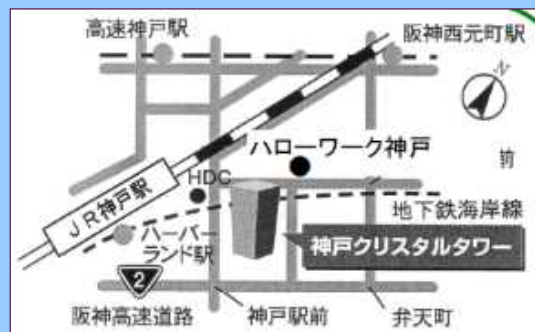 高速神戸駅
阪神西元町駅
N
ハローワーク神戸
前
JR神戸駅
HDC
地下鉄海岸線
ハーバー
ランド駅
神戸クリスタルタワー
2
阪神高速道路
神戸駅前
弁天町